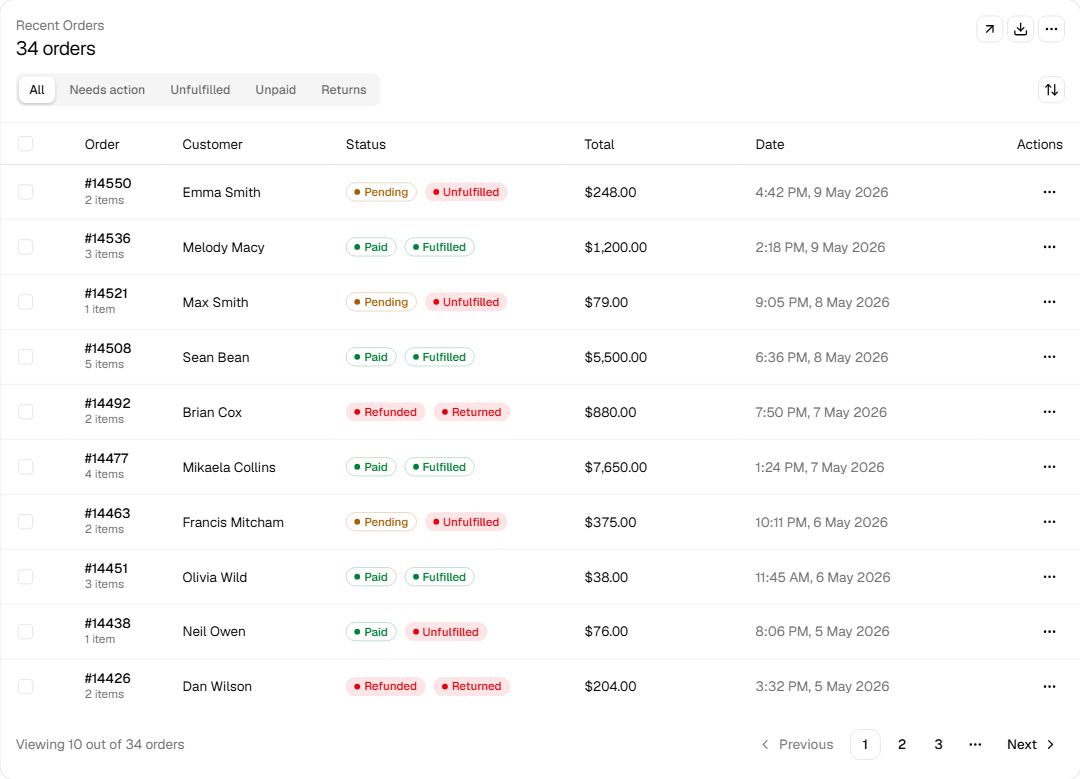 Recent Orders
34 orders
All Needs action Unfulfilled Unpaid Returns
Order Customer Status Total Date Actions
#14550
2 items
Emma Smith Pending Unfulfilled $248.00 4:42 PM, 9 May 2026
#14536
3 items
Melody Macy Paid Fulfilled $1,200.00 2:18 PM, 9 May 2026
#14521
1 item
Max Smith Pending Unfulfilled $79.00 9:05 PM, 8 May 2026
#14508
5 items
Sean Bean Paid Fulfilled $5,500.00 6:36 PM, 8 May 2026
#14492
2 items
Brian Cox Refunded Returned $880.00 7:50 PM, 7 May 2026
#14477
4 items
Mikaela Collins Paid Fulfilled $7,650.00 1:24 PM, 7 May 2026
#14463
2 items
Francis Mitcham Pending Unfulfilled $375.00 10:11 PM, 6 May 2026
#14451
3 items
Olivia Wild Paid Fulfilled $38.00 11:45 AM, 6 May 2026
#14438
1 item
Neil Owen Paid Unfulfilled $76.00 8:06 PM, 5 May 2026
#14426
2 items
Dan Wilson Refunded Returned $204.00 3:32 PM, 5 May 2026
Viewing 10 out of 34 orders Previous 1 2 3 ••• Next